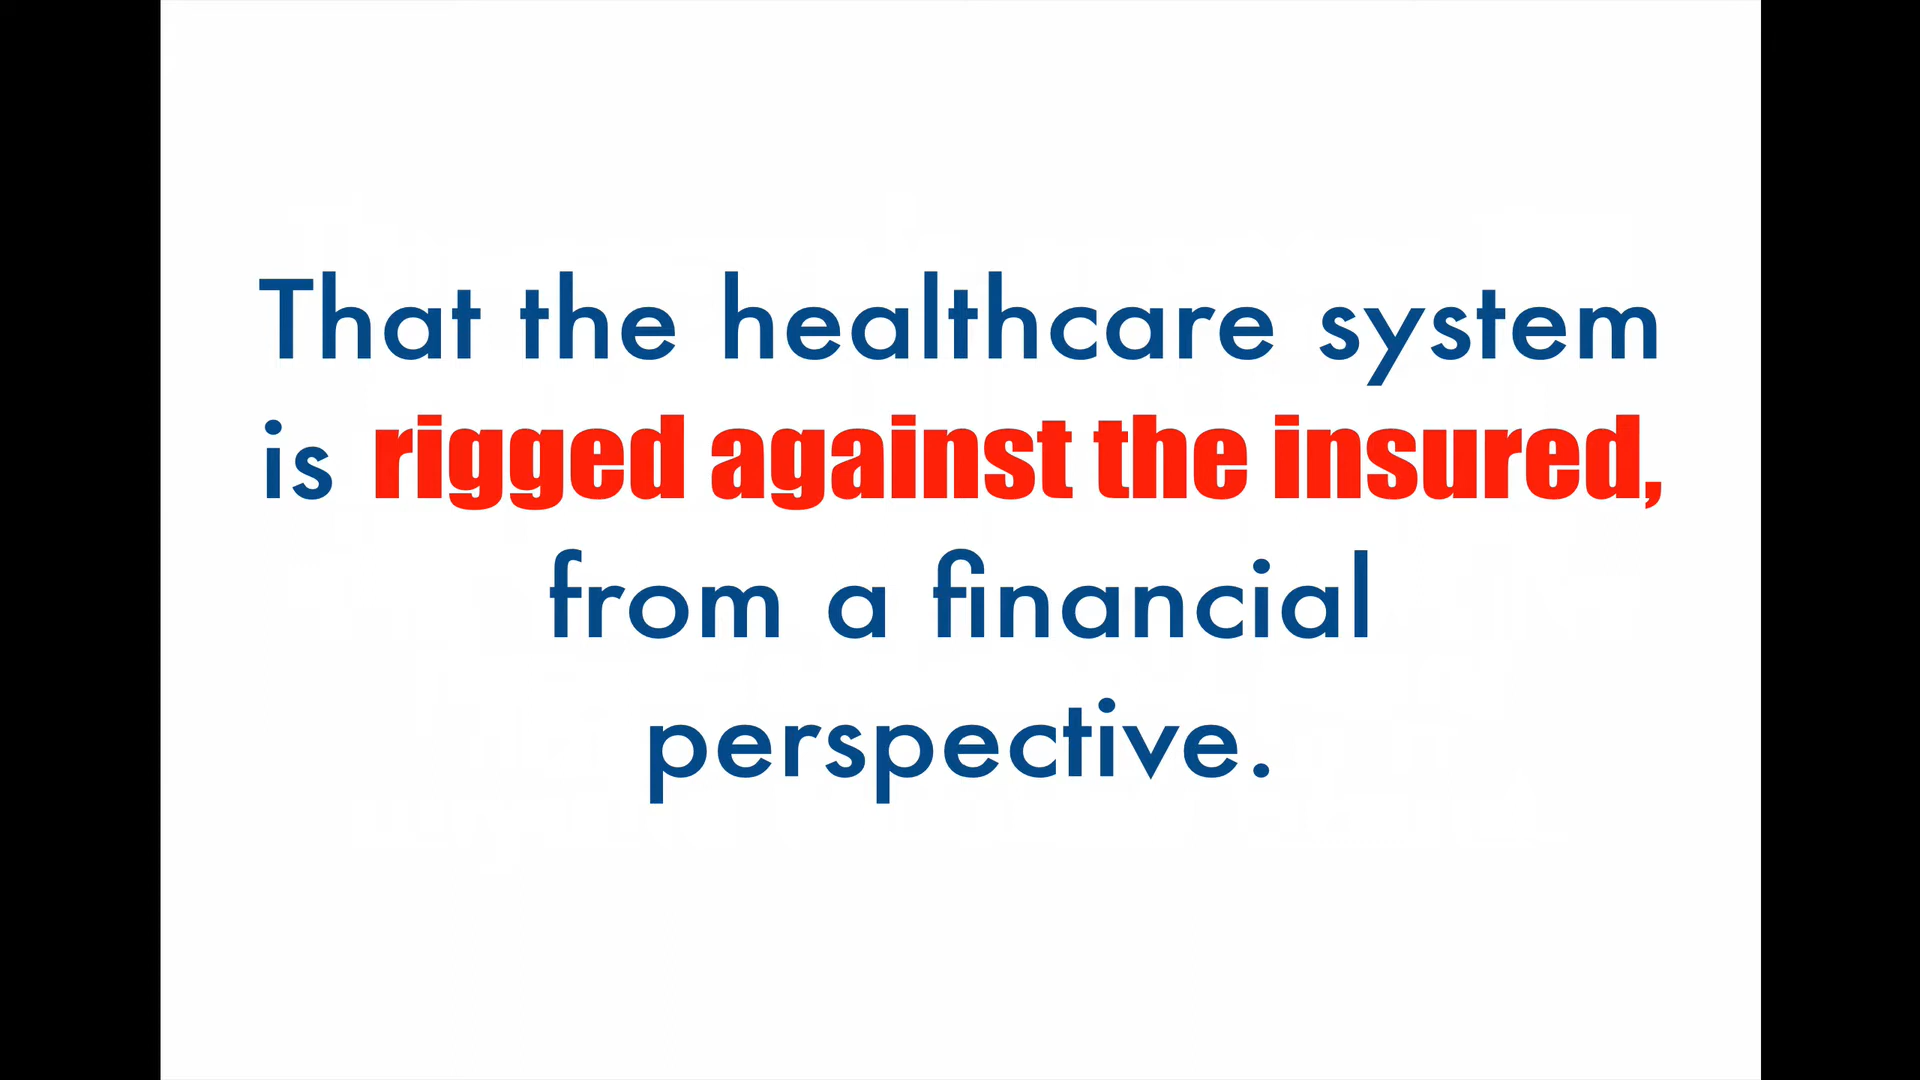 That the healthcare system
is rigged against the insured,
from a financial
perspective.